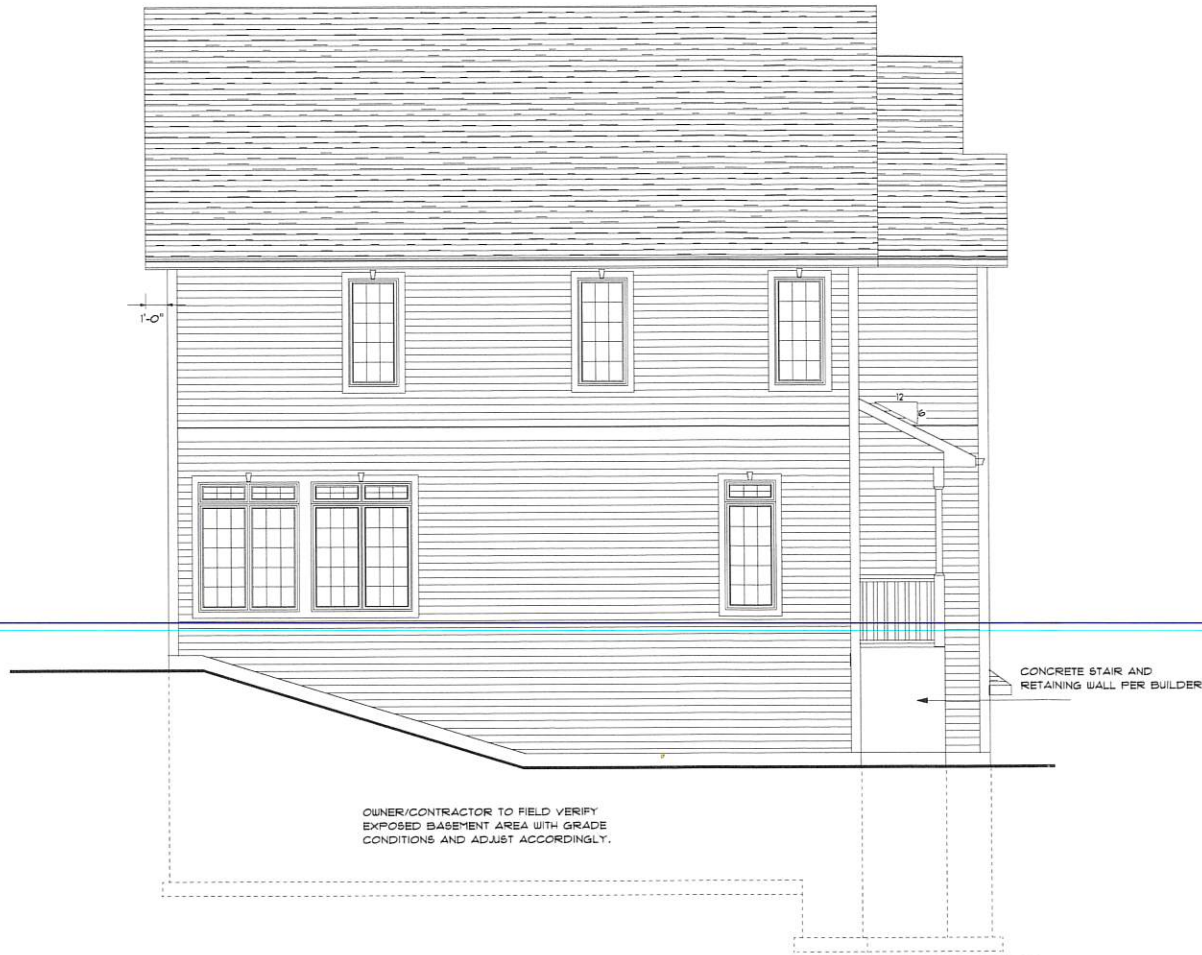 1'-0"
12
6
CONCRETE STAIR AND
RETAINING WALL PER BUILDER
OWNER/CONTRACTOR TO FIELD VERIFY
EXPOSED BASEMENT AREA WITH GRADE
CONDITIONS AND ADJUST ACCORDINGLY.